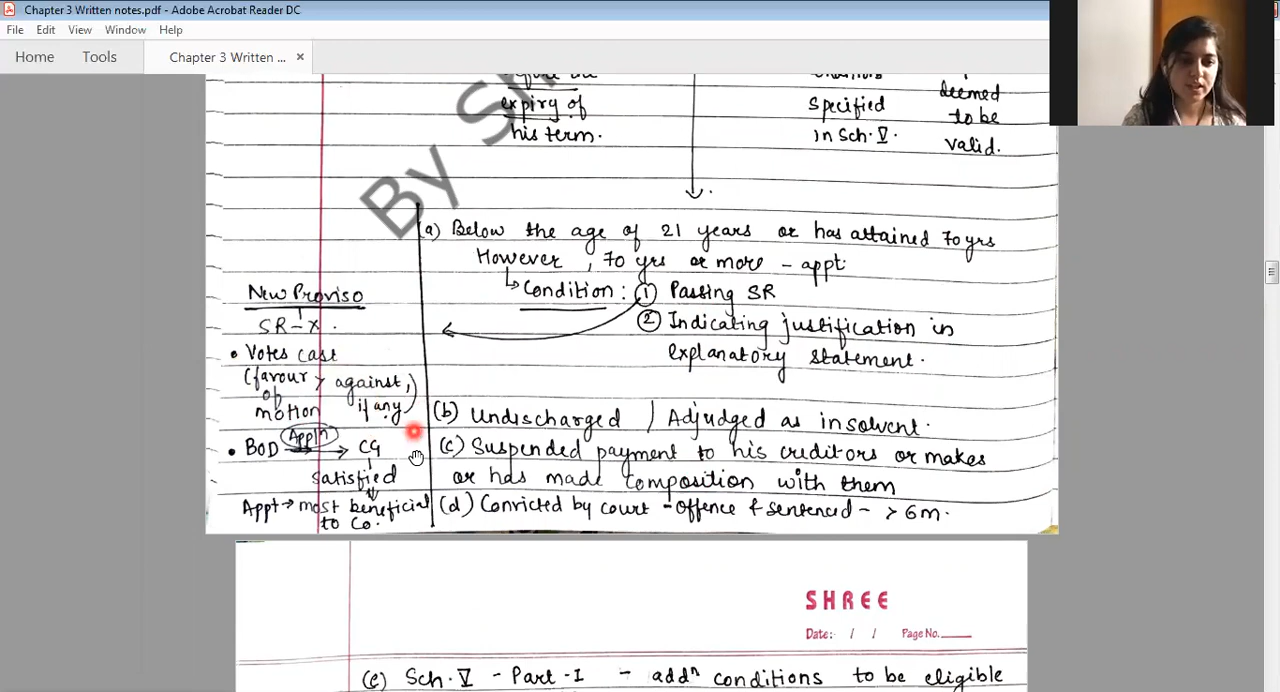 Chapter 3 Written notes.pdf - Adobe Acrobat Reader DC
File Edit View Window Help
Home Tools Chapter 3 Written ... ×
expiry of
his term.
specified
in Sch. V.
deemed
to be
valid.
By Sh
(a) Below the age of 21 years or has attained 70 yrs
However, 70 yrs or more - appt
Condition : ① Passing SR
② Indicating justification in
explanatory statement.
New Proviso
SR - X.
• Votes cast
(favour > against,
of if any)
motion
• BOD Appln CG
satisfied
Appt → most beneficial
to Co.
(b) Undischarged / Adjudged as insolvent.
(c) Suspended payment to his creditors or makes
or has made composition with them
(d) Convicted by court - offence & sentenced - > 6m.
SHREE
Date: / / Page No.
(e) Sch. V - Part - I - addn conditions to be eligible